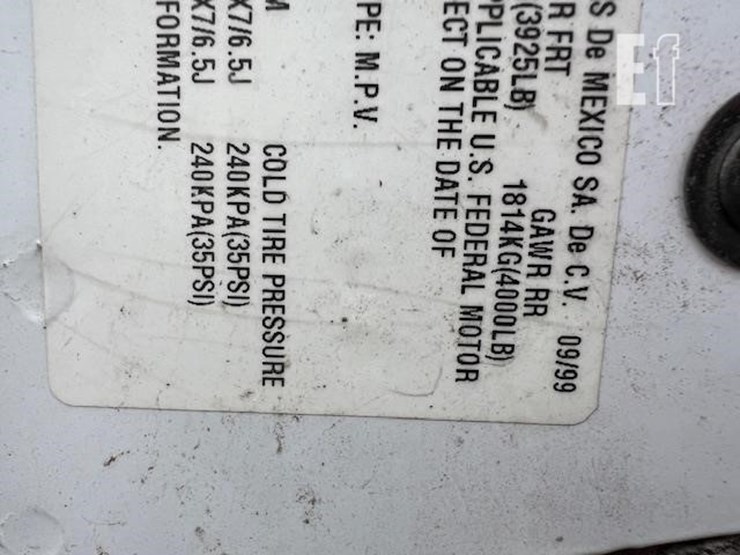 S De MEXICO SA. De C.V. 09/99
R FRT GAWR RR
(3925LB) 1814KG(4000LB)
PPLICABLE U.S. FEDERAL MOTOR
ECT ON THE DATE OF
PE: M.P.V.
M COLD TIRE PRESSURE
X7/6.5J 240KPA(35PSI)
X7/6.5J 240KPA(35PSI)
FORMATION.
Ef